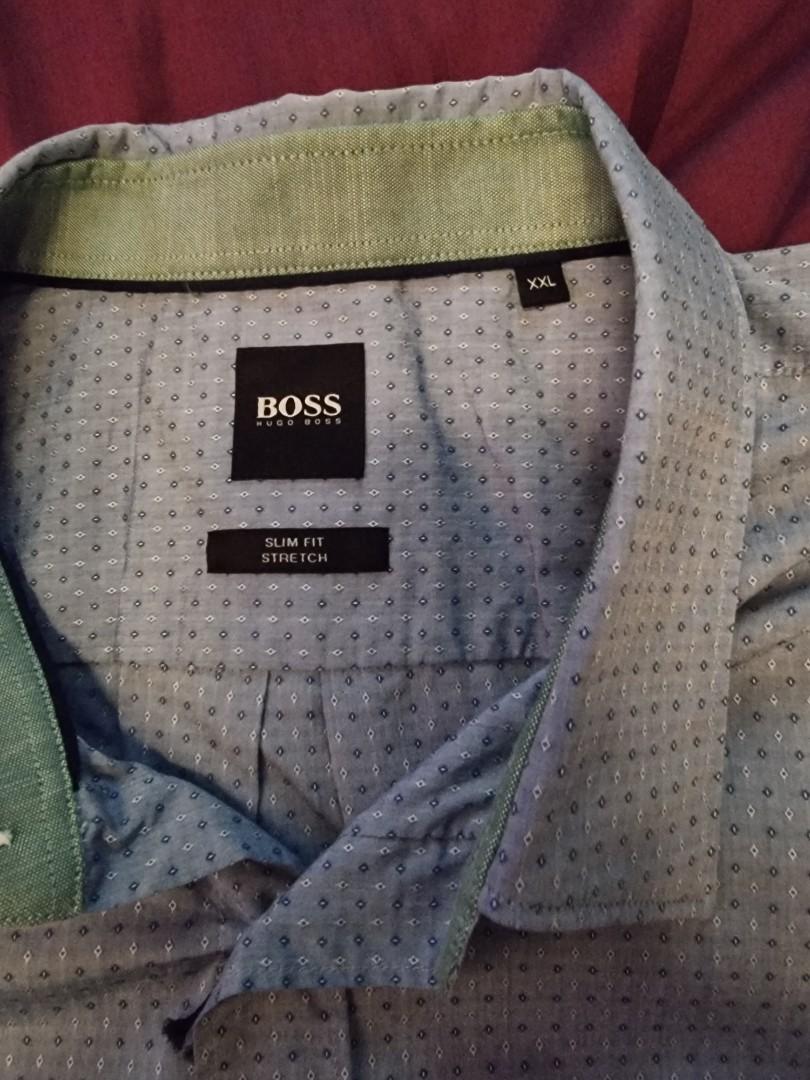 XXL
BOSS
HUGO BOSS
SLIM FIT
STRETCH